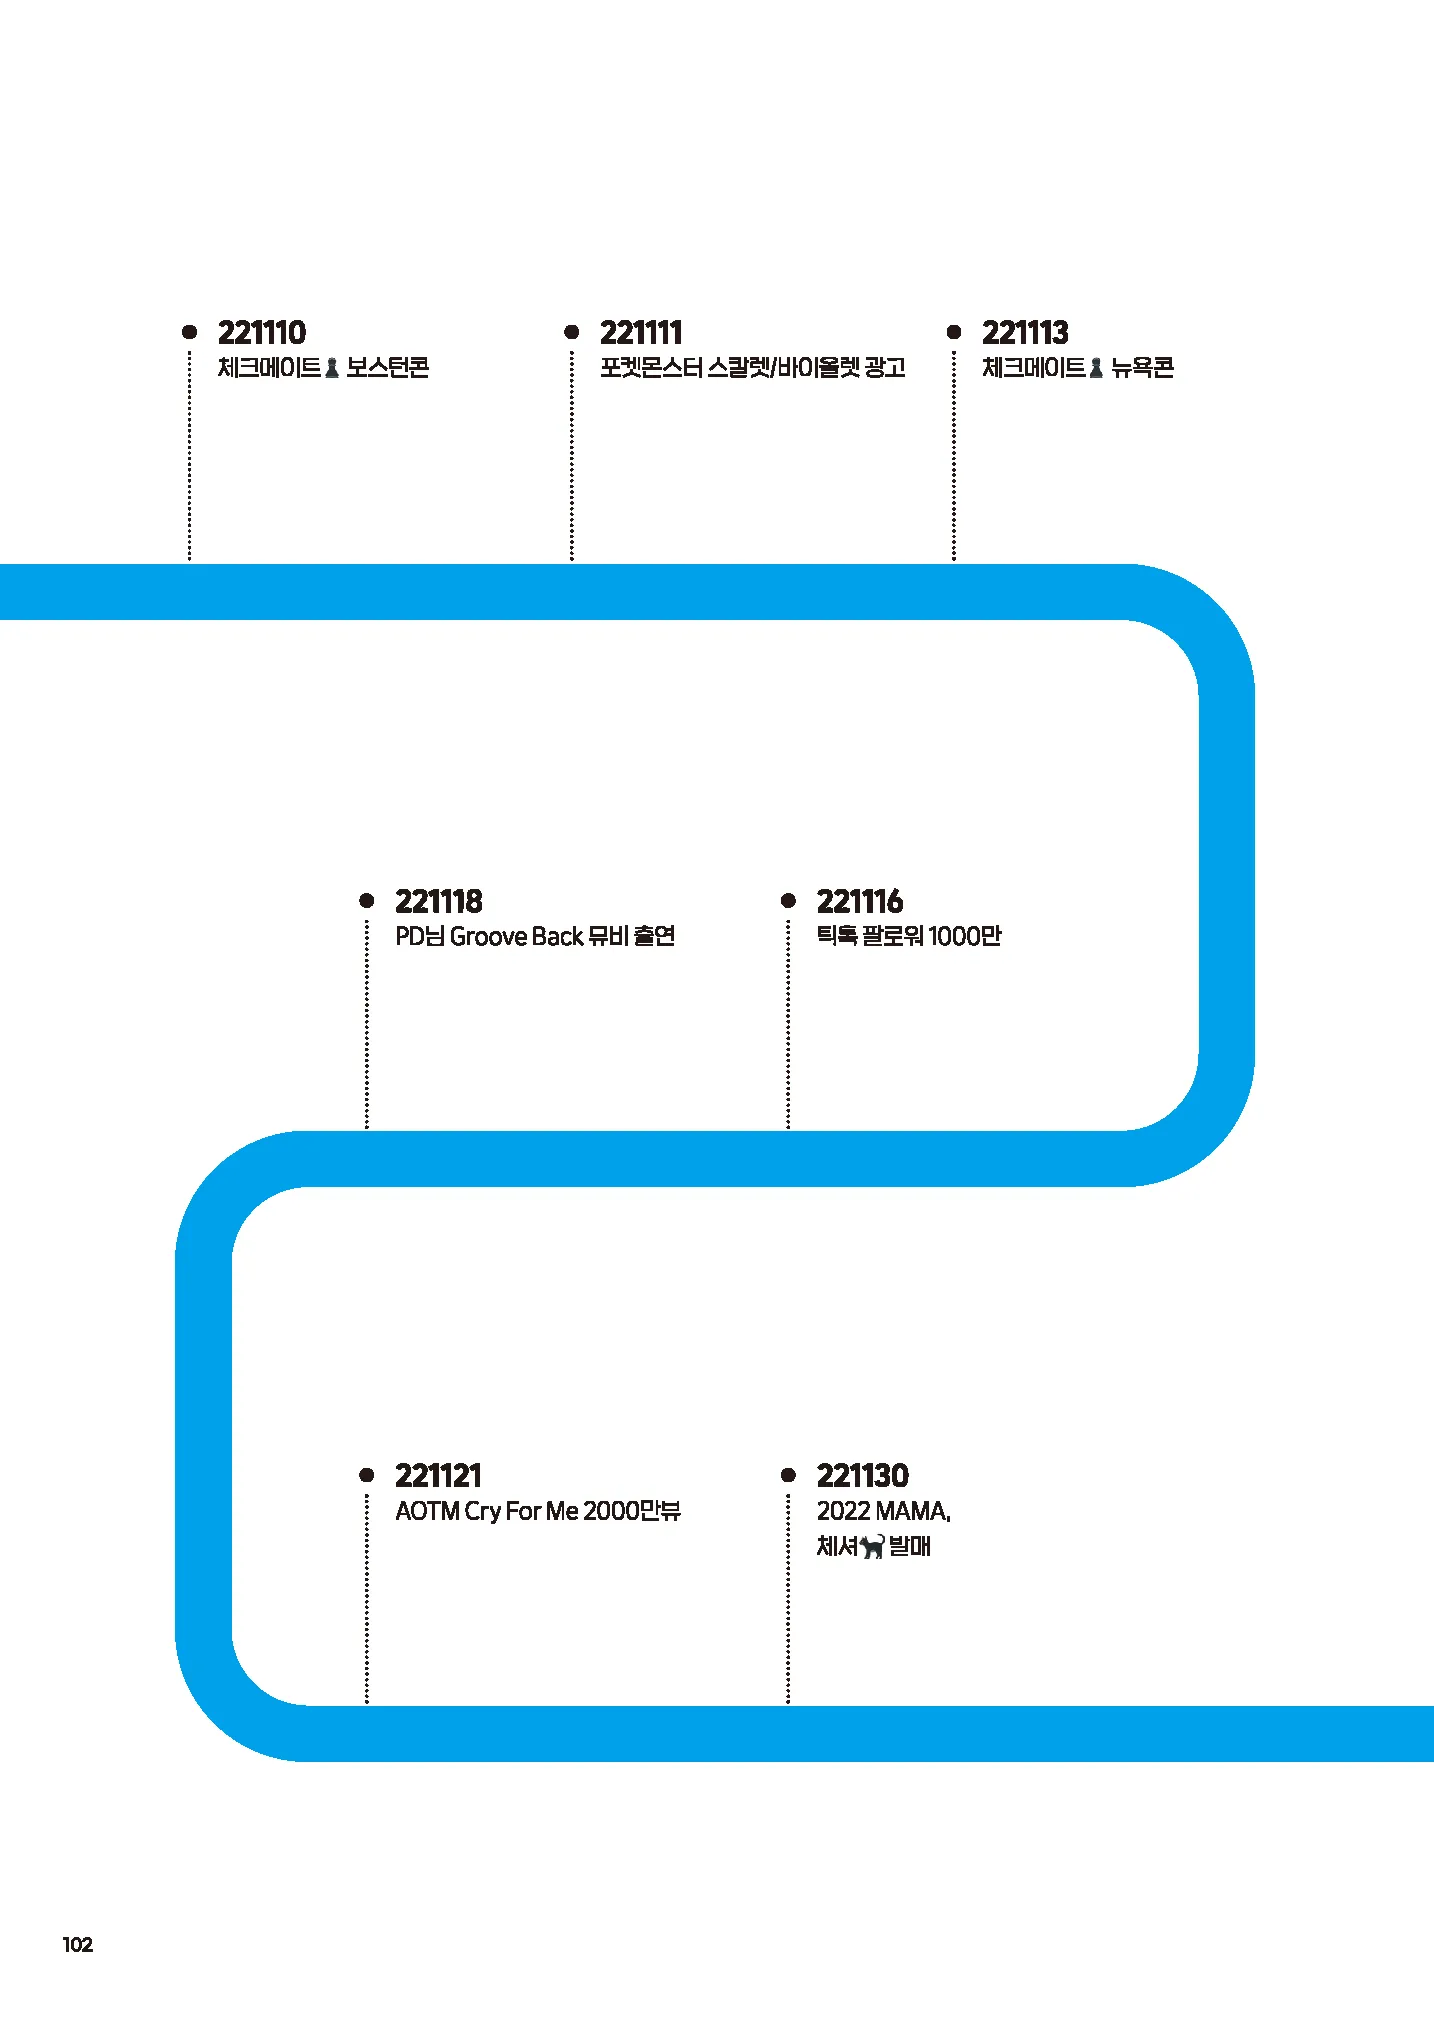 221110
체크메이트♟ 보스턴콘
221111
포켓몬스터 스칼렛/바이올렛 광고
221113
체크메이트♟ 뉴욕콘
221116
틱톡 팔로워 1000만
221118
PD님 Groove Back 뮤비 출연
221121
AOTM Cry For Me 2000만뷰
221130
2022 MAMA,
체셔🐈‍⬛ 발매
102